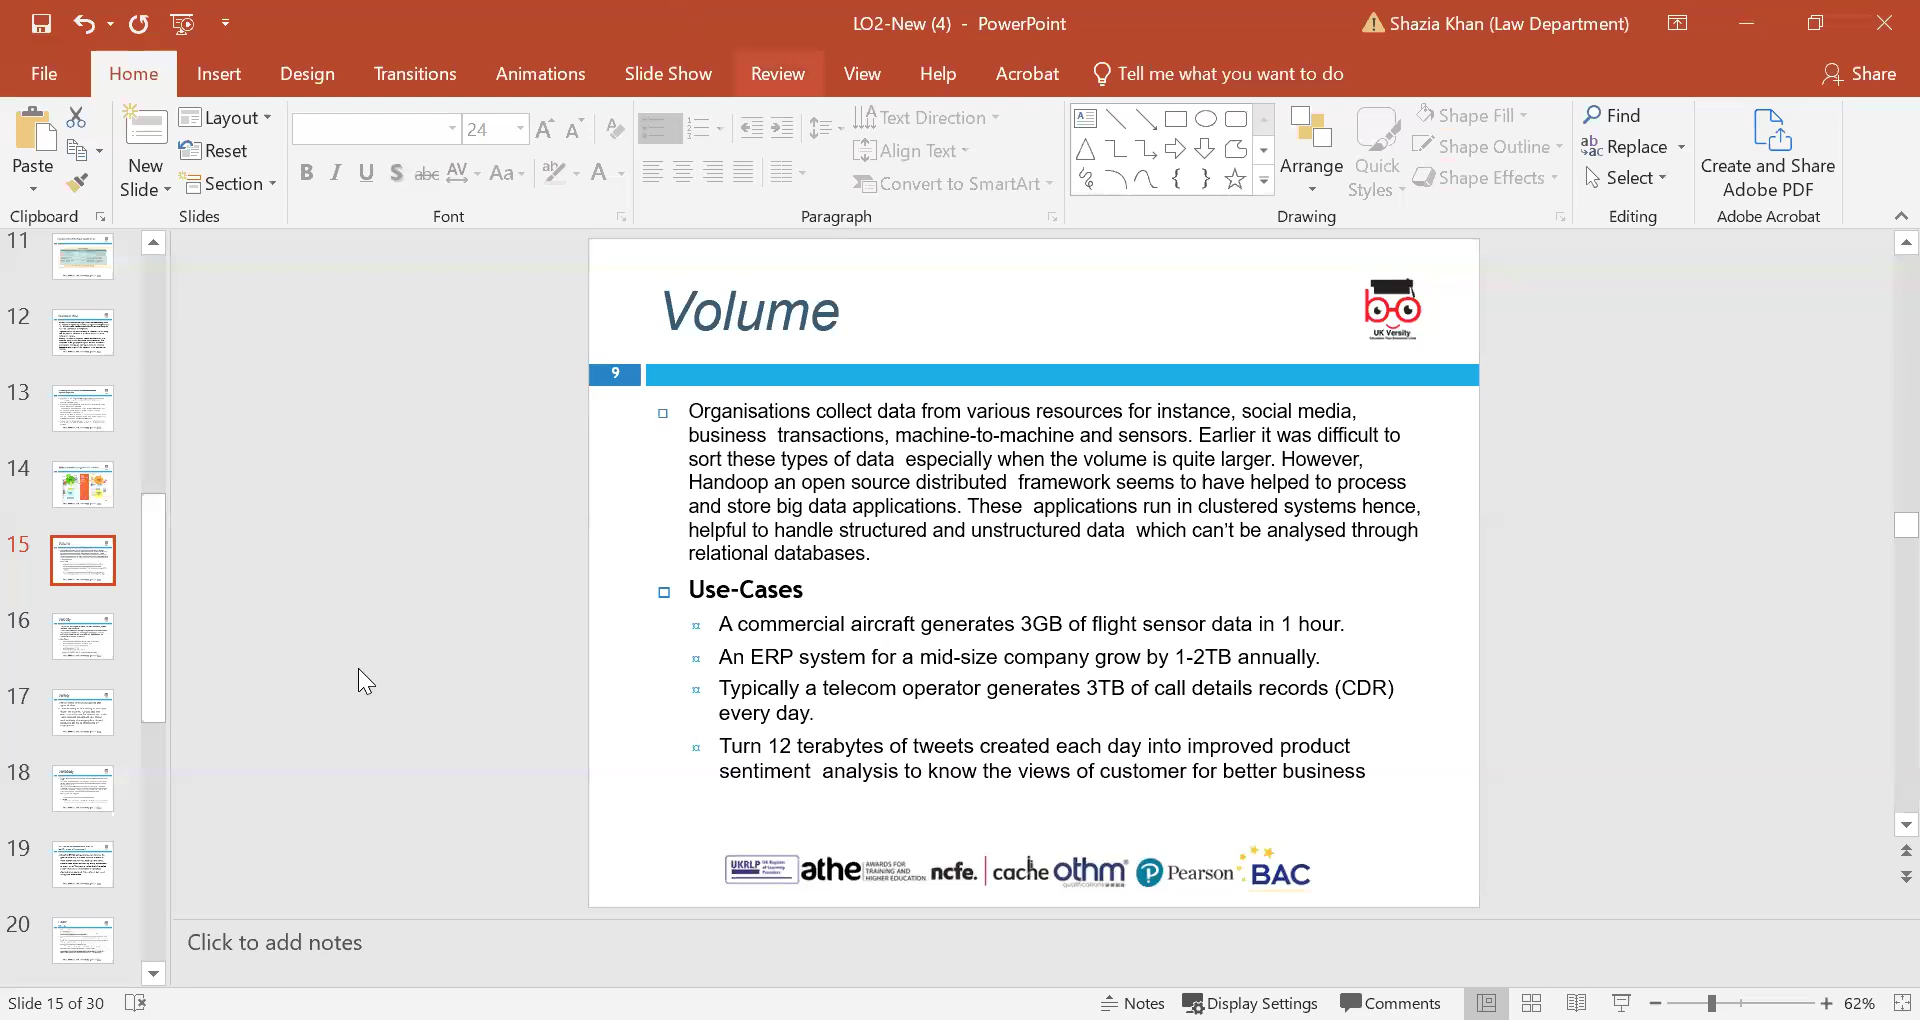 LO2-New (4) - PowerPoint
Shazia Khan (Law Department)
File Home Insert Design Transitions Animations Slide Show Review View Help Acrobat Tell me what you want to do Share
Paste
New Slide
Layout
Reset
Section
24
B I U S abc AV Aa A
Text Direction
Align Text
Convert to SmartArt
Arrange
Quick Styles
Shape Fill
Shape Outline
Shape Effects
Find
Replace
Select
Create and Share
Adobe PDF
Clipboard Slides Font Paragraph Drawing Editing Adobe Acrobat
11
12
13
14
15
16
17
18
19
20
Volume
UK Versity
9
Organisations collect data from various resources for instance, social media,
business transactions, machine-to-machine and sensors. Earlier it was difficult to
sort these types of data especially when the volume is quite larger. However,
Handoop an open source distributed framework seems to have helped to process
and store big data applications. These applications run in clustered systems hence,
helpful to handle structured and unstructured data which can't be analysed through
relational databases.
Use-Cases
A commercial aircraft generates 3GB of flight sensor data in 1 hour.
An ERP system for a mid-size company grow by 1-2TB annually.
Typically a telecom operator generates 3TB of call details records (CDR)
every day.
Turn 12 terabytes of tweets created each day into improved product
sentiment analysis to know the views of customer for better business
UKRLP athe AWARDS FOR TRAINING AND HIGHER EDUCATION ncfe. cache othm qualifications Pearson BAC
Click to add notes
Slide 15 of 30
Notes Display Settings Comments 62%